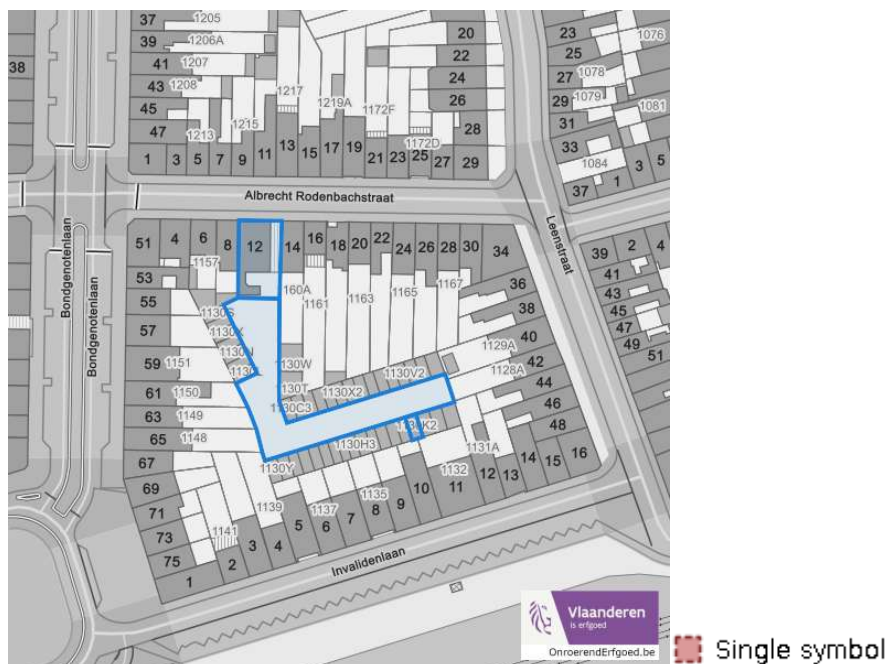 37
1205
20
23
1076
39
1206A
22
25
38
41
1207
1217
24
27
1078
43
1208
1219A
1172F
26
29
1079
1081
45
1213
1215
31
47
1172D
28
33
1 3 5 7 9 11 13 15 17 19 21 23 25 27 29
1084
37 1 3 5
Albrecht Rodenbachstraat
Leenstraat
Bondgenotenlaan
Bondgenotenlaan
51 4 6 8 12 14 16 18 20 22 24 26 28 30 34
39 2 4
53
1157
41
55
160A
1161
1163
1165
1167
36
43
1130S
38
45
57
1130X
40
47
1130N
1129A
49
59
1151
1130W
42
51
1130V2
1128A
61
1150
1130T
1130X2
44
63
1149
1130C3
46
65
1148
1130H3
1130K2
48
67
1130Y
1131A
69
1132
1135
1137
1139
71
1141
73
75
1 2 3 4 5 6 7 8 9 10 11 12 13 14 15 16
Invalidenlaan
Vlaanderen
is erfgoed
OnroerendErfgoed.be
Single symbol